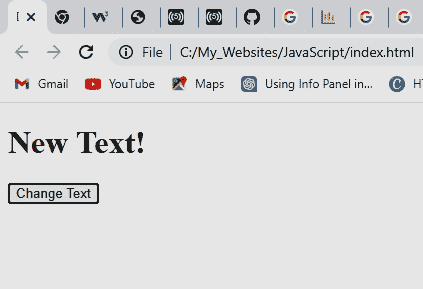 File C:/My_Websites/JavaScript/index.html
Gmail YouTube Maps Using Info Panel in...
New Text!
Change Text